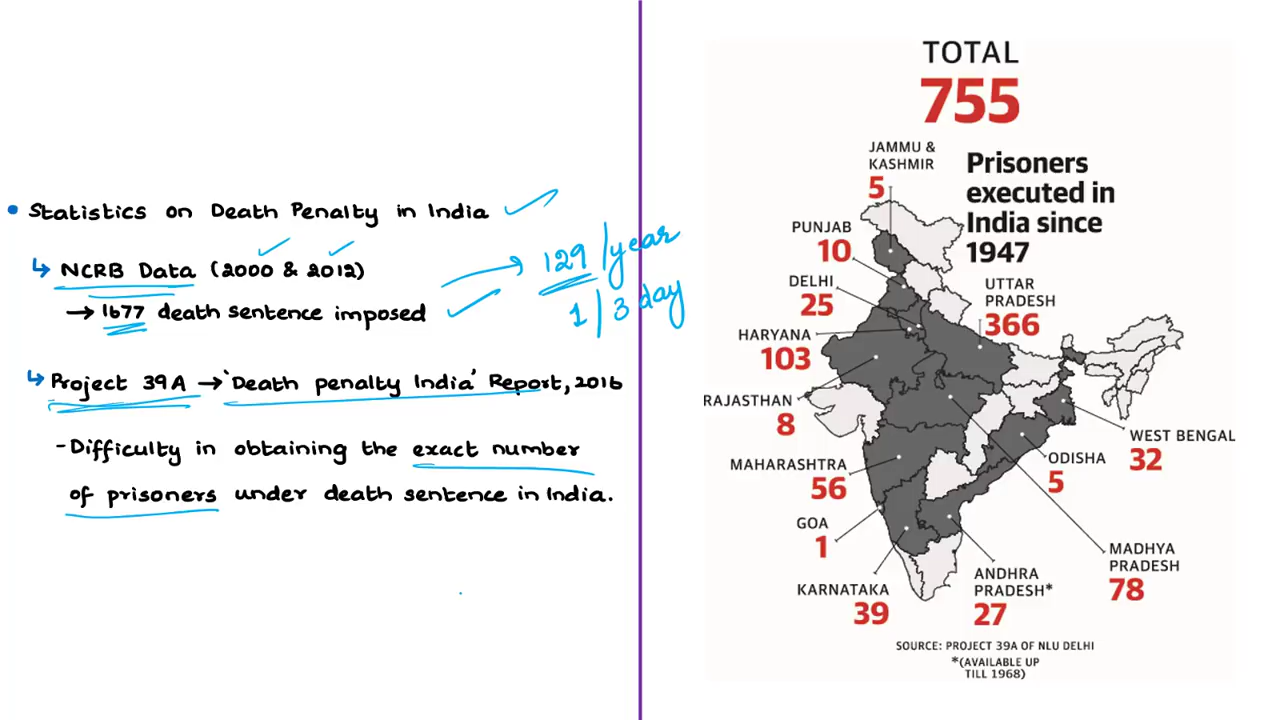 • Statistics on Death Penalty in India
↳ NCRB Data (2000 & 2012)
→ 1677 death sentence imposed
129 /year
1 / 3 day
↳ Project 39A → 'Death penalty India' Report, 2016
- Difficulty in obtaining the exact number
of prisoners under death sentence in India.
TOTAL
755
Prisoners
executed in
India since
1947
JAMMU &
KASHMIR
5
PUNJAB
10
DELHI
25
UTTAR
PRADESH
366
HARYANA
103
RAJASTHAN
8
WEST BENGAL
32
ODISHA
5
MAHARASHTRA
56
GOA
1
MADHYA
PRADESH
78
KARNATAKA
39
ANDHRA
PRADESH*
27
SOURCE: PROJECT 39A OF NLU DELHI
*(AVAILABLE UP
TILL 1968)